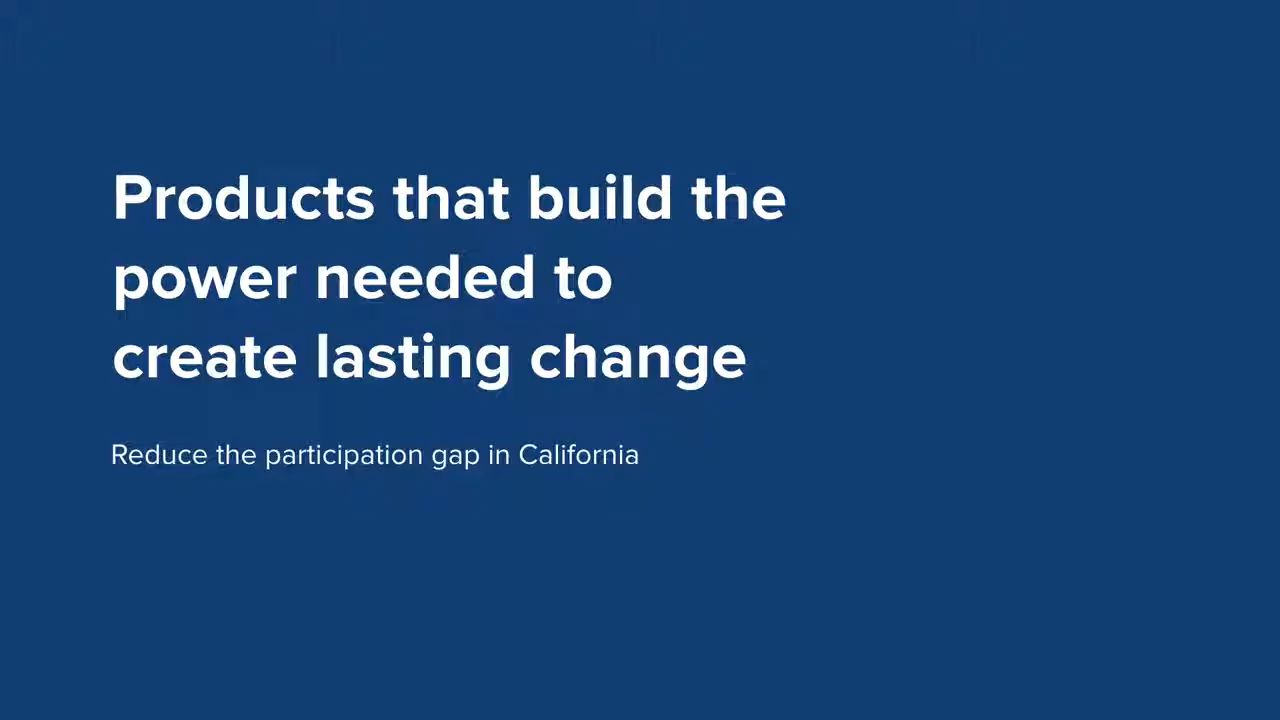 Products that build the
power needed to
create lasting change
Reduce the participation gap in California